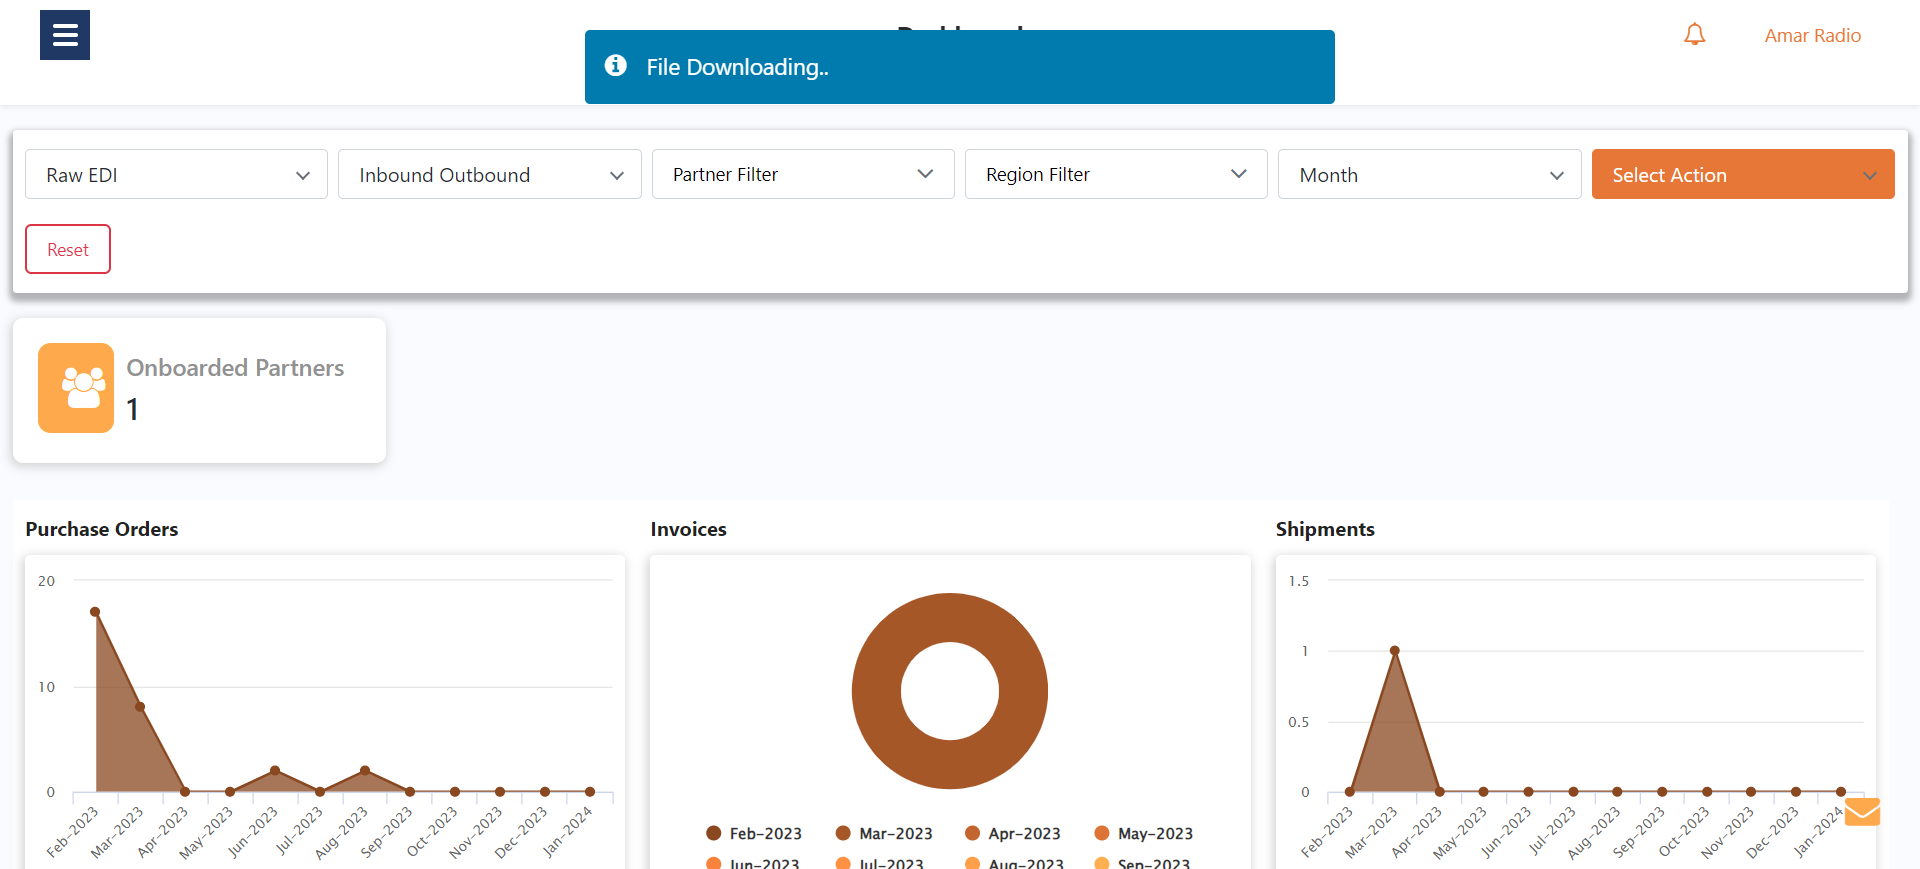 File Downloading..
Amar Radio
Raw EDI
Inbound Outbound
Partner Filter
Region Filter
Month
Select Action
Reset
Onboarded Partners
1
Purchase Orders
20
10
0
Feb-2023
Mar-2023
Apr-2023
May-2023
Jun-2023
Jul-2023
Aug-2023
Sep-2023
Oct-2023
Nov-2023
Dec-2023
Jan-2024
Invoices
Feb-2023
Mar-2023
Apr-2023
May-2023
Jun-2023
Jul-2023
Aug-2023
Sep-2023
Shipments
1.5
1
0.5
0
Feb-2023
Mar-2023
Apr-2023
May-2023
Jun-2023
Jul-2023
Aug-2023
Sep-2023
Oct-2023
Nov-2023
Dec-2023
Jan-2024